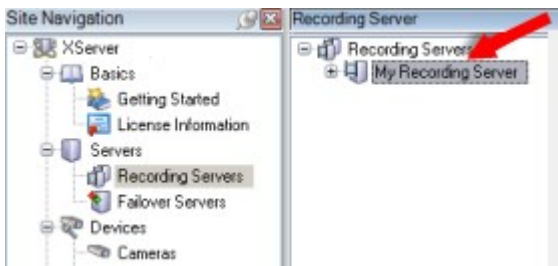 Site Navigation
XServer
Basics
Getting Started
License Information
Servers
Recording Servers
Failover Servers
Devices
Cameras
Recording Server
Recording Servers
My Recording Server